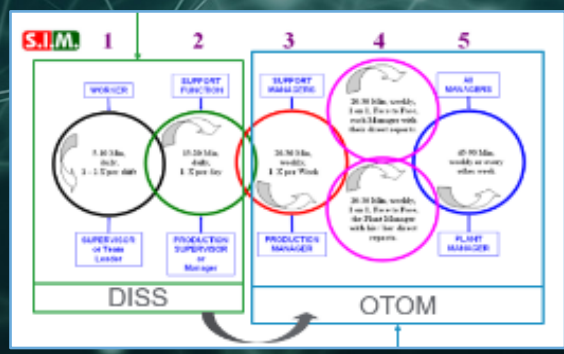 S.I.M.
1
2
3
4
5
WORKER
SUPPORT
FUNCTION
SUPPORT
MANAGERS
All
MANAGERS
5-10 Min,
daily,
1 - 2 X per shift
15-20 Min,
daily,
1 X per day
20-30 Min,
weekly,
1 X per Week
20-30 Min, weekly,
1 on 1, Face to Face,
each Manager with
their direct reports.
20-30 Min, weekly,
1 on 1, Face to Face,
the Plant Manager
with his / her direct
reports.
45-90 Min,
weekly or every
other week
SUPERVISOR
or Team
Leader
PRODUCTION
SUPERVISOR
or
Manager
PRODUCTION
MANAGER
PLANT
MANAGER
DISS
OTOM